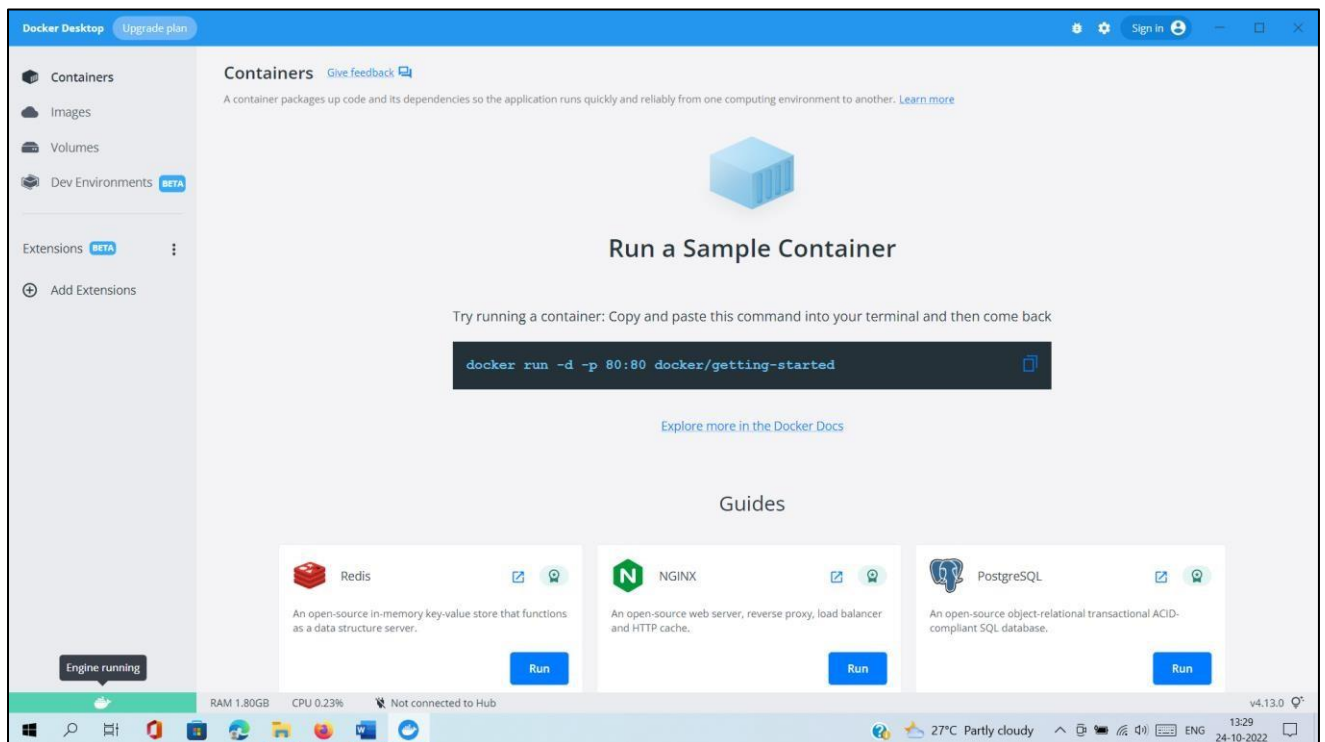 Docker Desktop Upgrade plan Sign in
Containers
Images
Volumes
Dev Environments BETA
Extensions BETA
Add Extensions
Containers Give feedback
A container packages up code and its dependencies so the application runs quickly and reliably from one computing environment to another. Learn more
Run a Sample Container
Try running a container: Copy and paste this command into your terminal and then come back
docker run -d -p 80:80 docker/getting-started
Explore more in the Docker Docs
Guides
Redis
An open-source in-memory key-value store that functions
as a data structure server.
Run
NGINX
An open-source web server, reverse proxy, load balancer
and HTTP cache.
Run
PostgreSQL
An open-source object-relational transactional ACID-
compliant SQL database.
Run
Engine running
RAM 1.80GB CPU 0.23% Not connected to Hub v4.13.0
27°C Partly cloudy ENG 13:29
24-10-2022